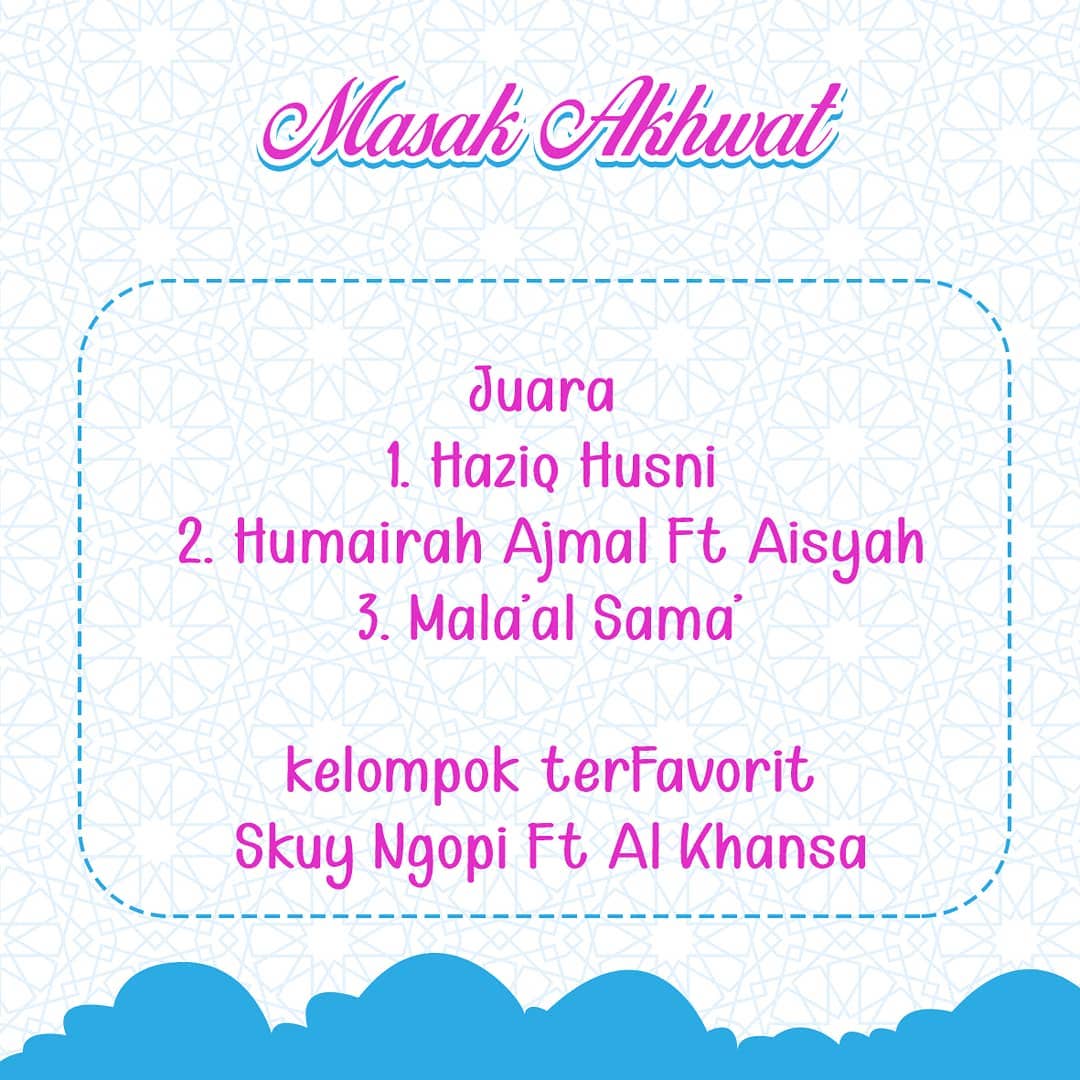 Masak Akhwat
Juara
1. Haziq Husni
2. Humairah Ajmal Ft Aisyah
3. Mala'al Sama'
kelompok terFavorit
Skuy Ngopi Ft Al Khansa